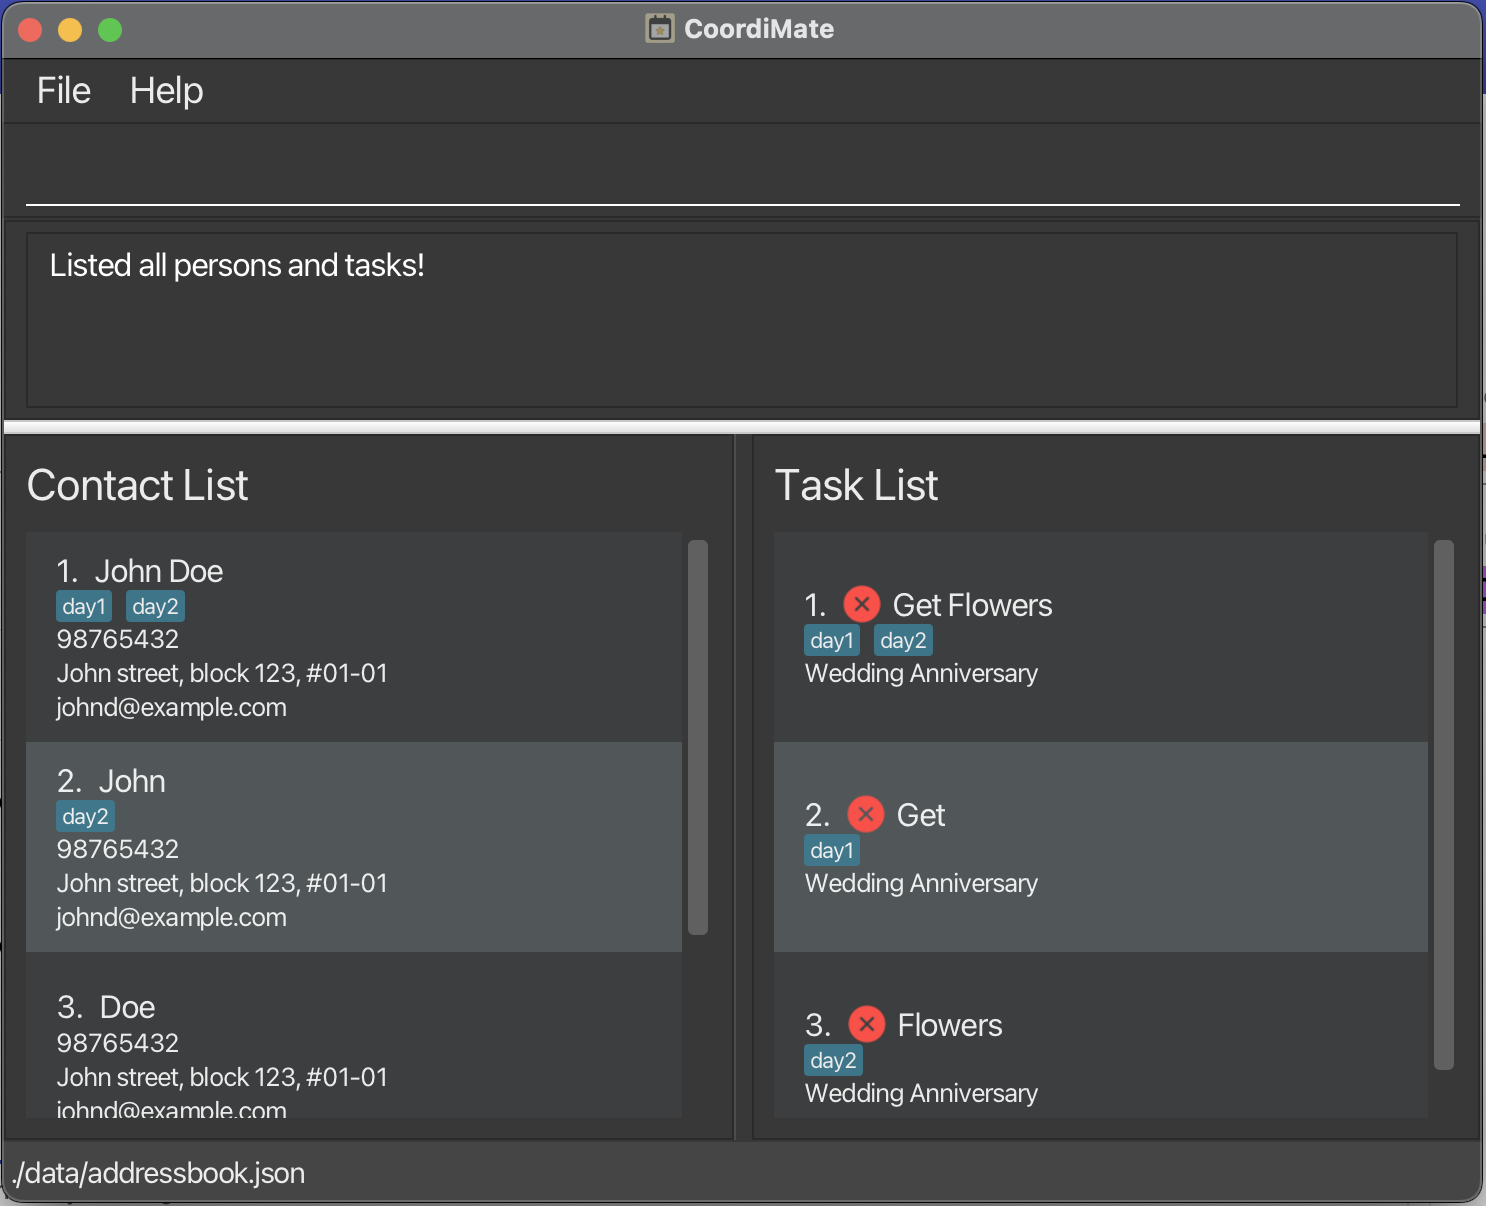 CoordiMate
File Help
Listed all persons and tasks!
Contact List
1. John Doe
day1 day2
98765432
John street, block 123, #01-01
johnd@example.com
2. John
day2
98765432
John street, block 123, #01-01
johnd@example.com
3. Doe
98765432
John street, block 123, #01-01
johnd@example.com
Task List
1. Get Flowers
day1 day2
Wedding Anniversary
2. Get
day1
Wedding Anniversary
3. Flowers
day2
Wedding Anniversary
./data/addressbook.json